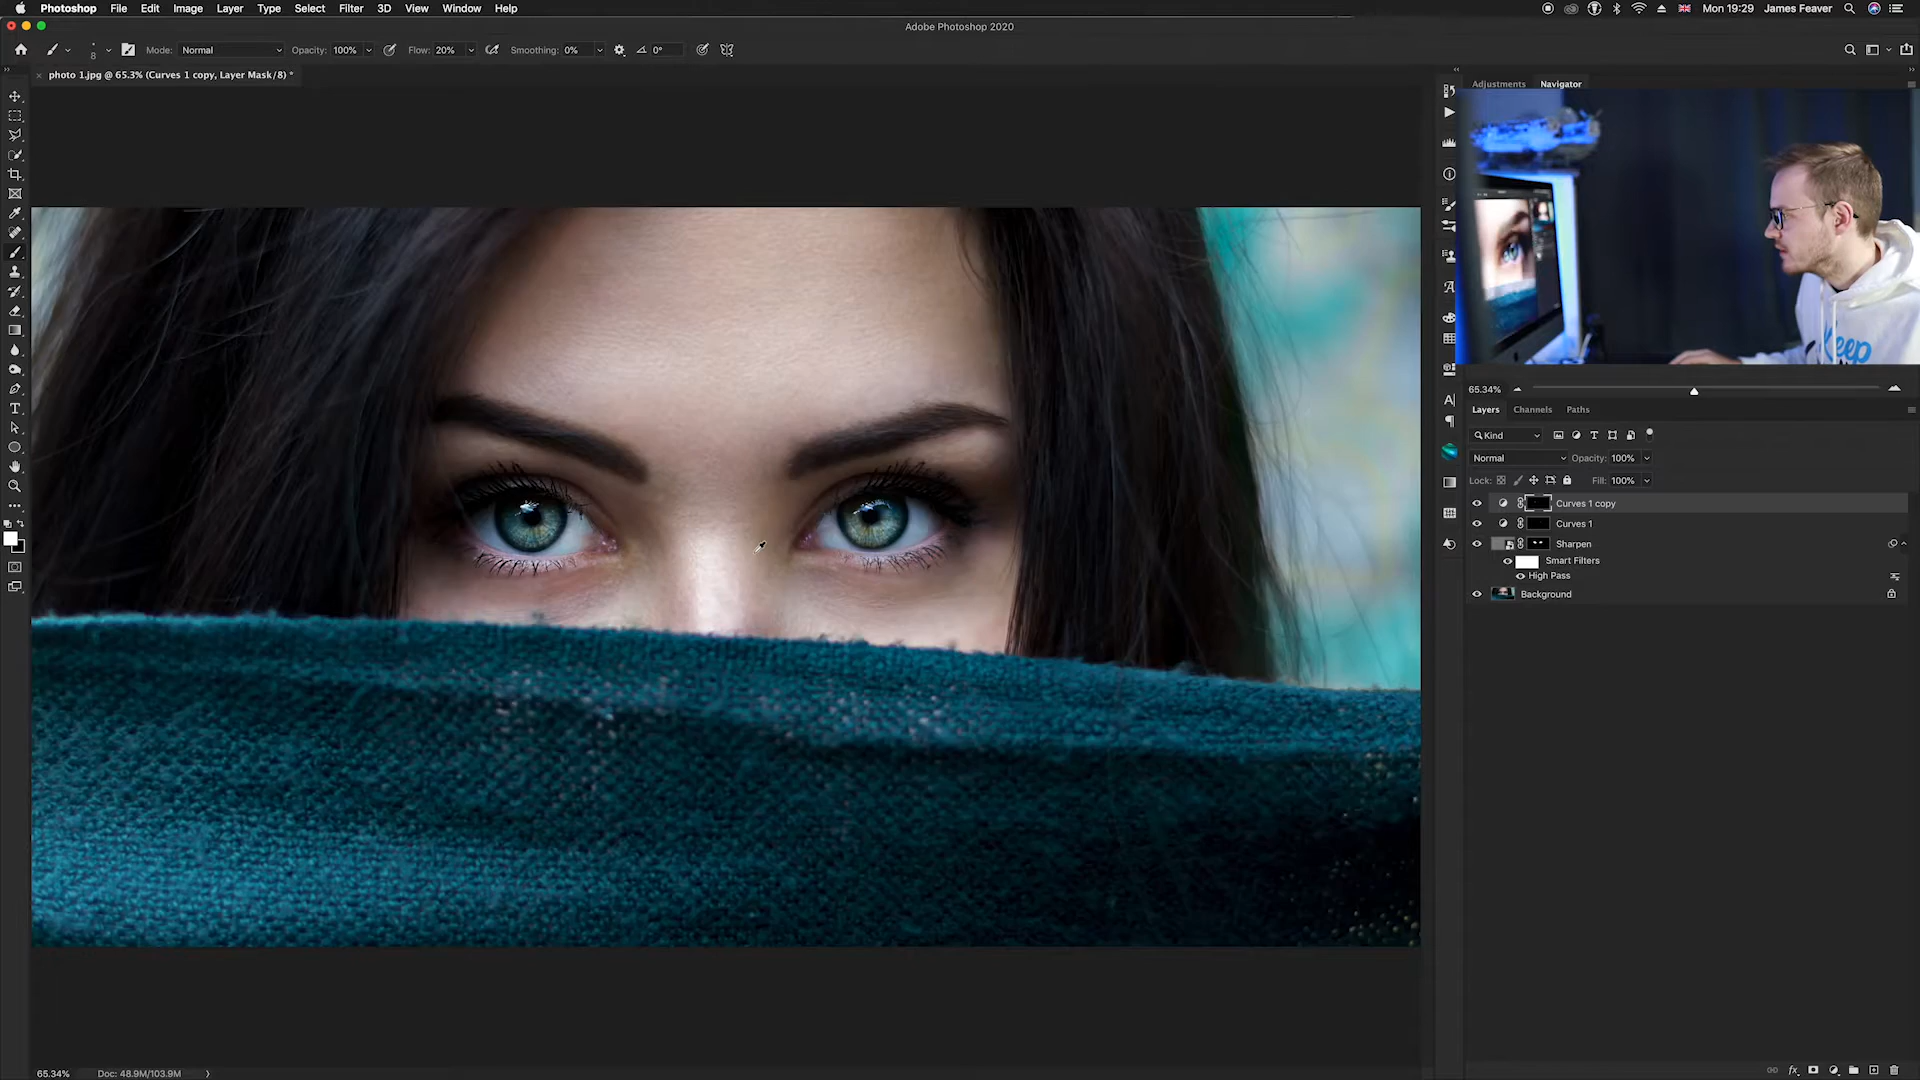 Photoshop File Edit Image Layer Type Select Filter 3D View Window Help Mon 19:29 James Feaver
Adobe Photoshop 2020
8 Mode: Normal Opacity: 100% Flow: 20% Smoothing: 0% 0°
photo 1.jpg @ 65.3% (Curves 1 copy, Layer Mask/8) *
Adjustments Navigator
Keep
65.34%
Layers Channels Paths
Kind
Normal Opacity: 100%
Lock: Fill: 100%
Curves 1 copy
Curves 1
Sharpen
Smart Filters
High Pass
Background
65.34% Doc: 48.9M/103.9M